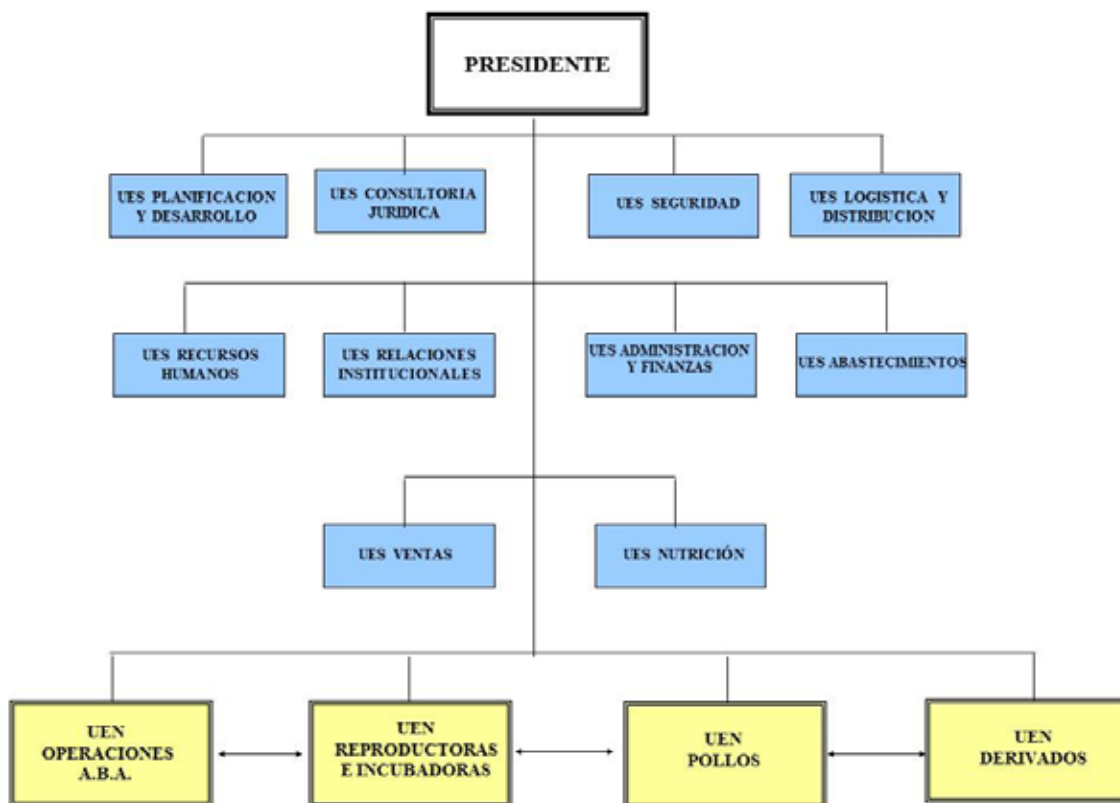 PRESIDENTE
UES PLANIFICACION
Y DESARROLLO
UES CONSULTORIA
JURIDICA
UES SEGURIDAD
UES LOGISTICA Y
DISTRIBUCION
UES RECURSOS
HUMANOS
UES RELACIONES
INSTITUCIONALES
UES ADMINISTRACION
Y FINANZAS
UES ABASTECIMIENTOS
UES VENTAS
UES NUTRICIÓN
UEN
OPERACIONES
A.B.A.
UEN
REPRODUCTORAS
E INCUBADORAS
UEN
POLLOS
UEN
DERIVADOS